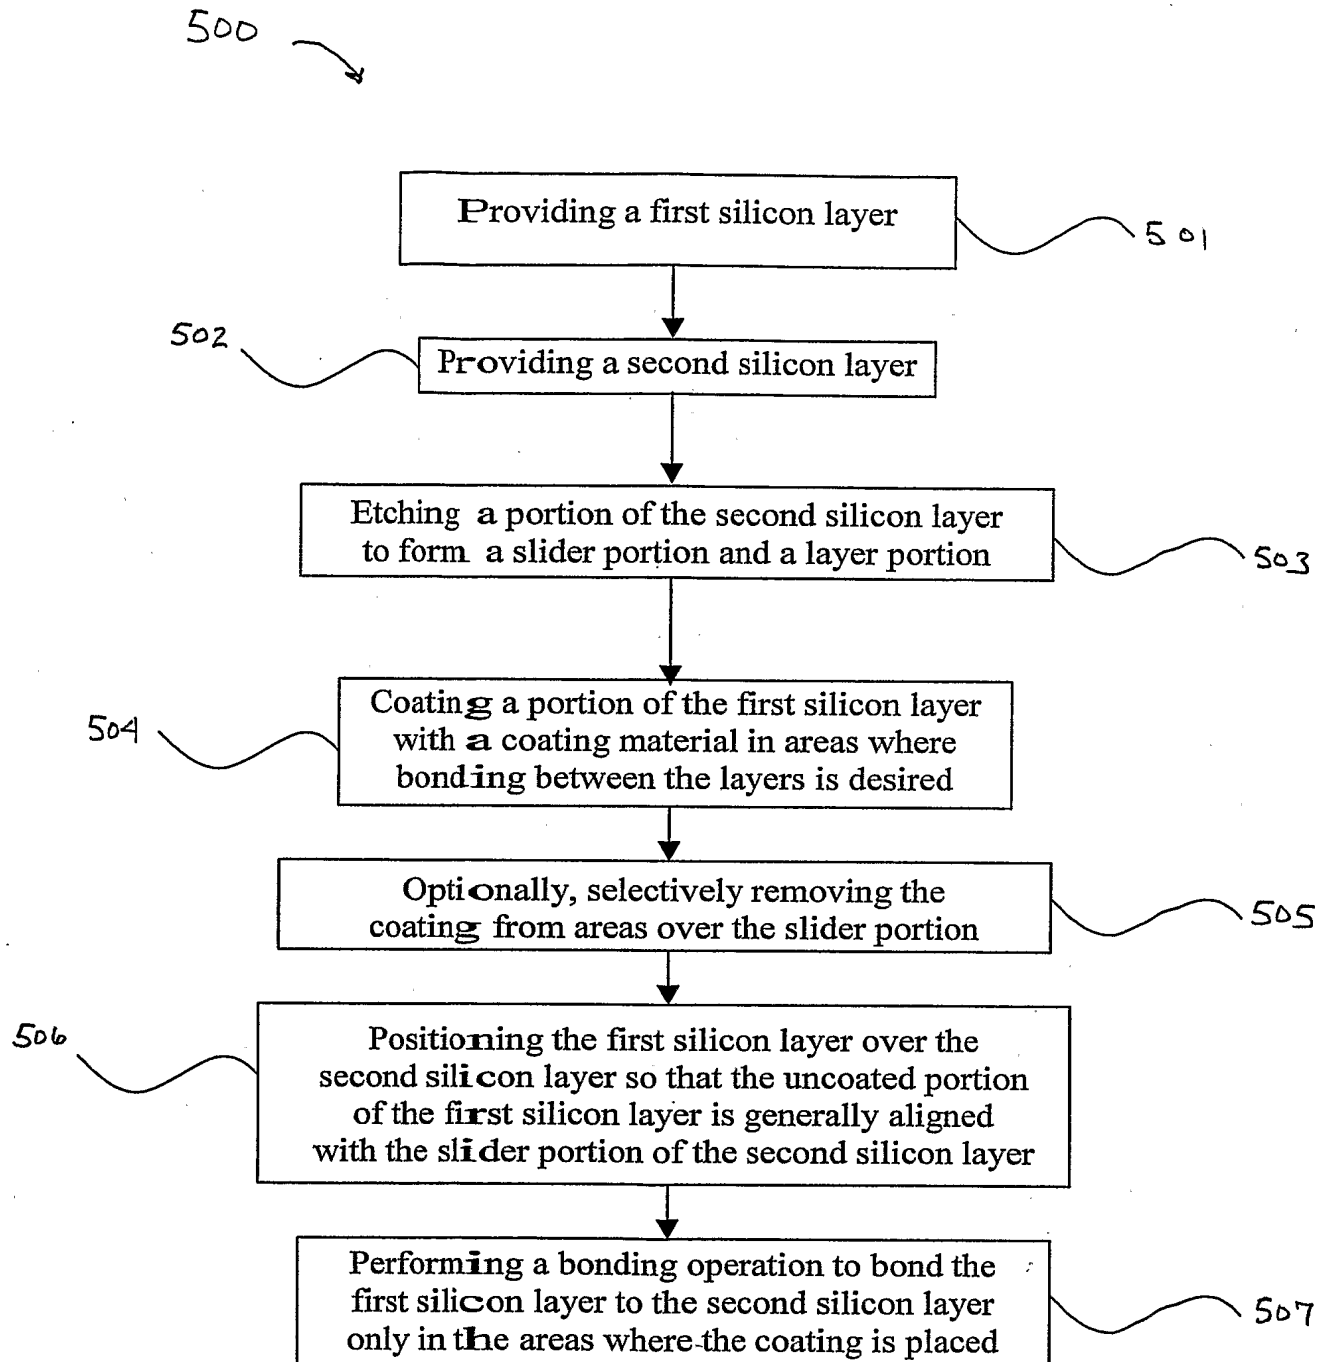 500
Providing a first silicon layer
501
502
Providing a second silicon layer
Etching a portion of the second silicon layer
to form a slider portion and a layer portion
503
504
Coating a portion of the first silicon layer
with a coating material in areas where
bonding between the layers is desired
Optionally, selectively removing the
coating from areas over the slider portion
505
506
Positioning the first silicon layer over the
second silicon layer so that the uncoated portion
of the first silicon layer is generally aligned
with the slider portion of the second silicon layer
Performing a bonding operation to bond the
first silicon layer to the second silicon layer
only in the areas where the coating is placed
507